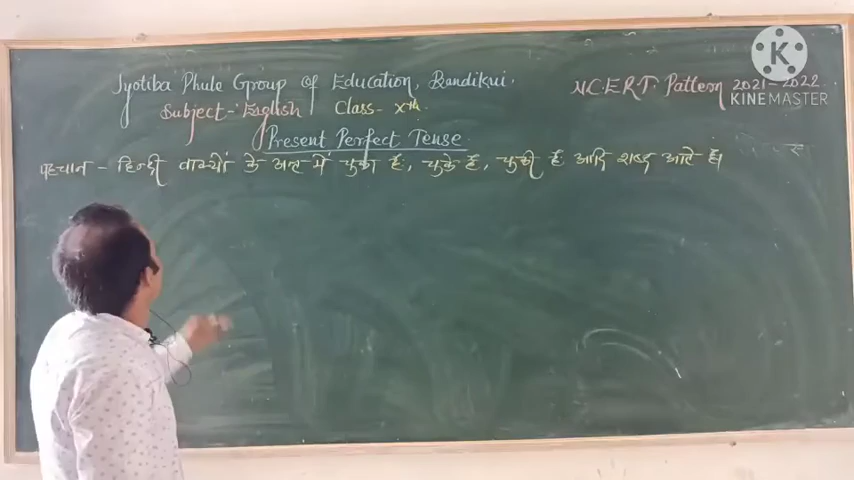 Jyotiba Phule Group of Education, Bandikui.
N.C.E.R.T. Pattern 2021-2022
Subject- English Class- Xth.
Present Perfect Tense
पहचान - हिन्दी वाक्यों के अन्त में चुका है, चुके है, चुकी है आदि शब्द आते है।
K
KINEMASTER